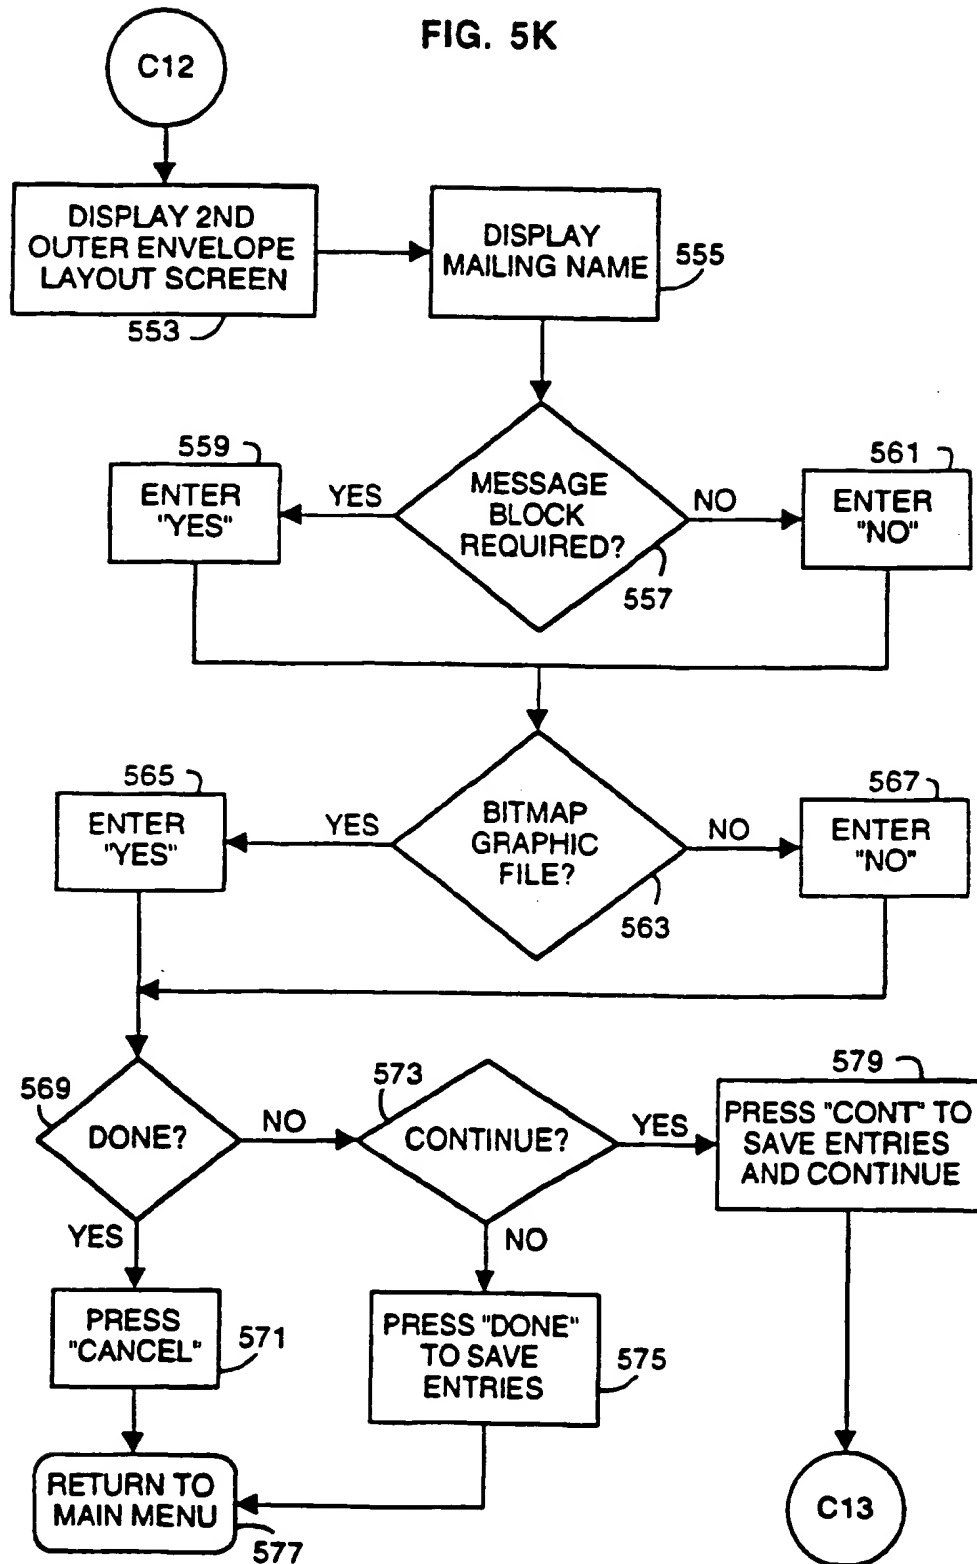 FIG. 5K
C12
DISPLAY 2ND
OUTER ENVELOPE
LAYOUT SCREEN
553
DISPLAY
MAILING NAME
555
559
ENTER
"YES"
YES
MESSAGE
BLOCK
REQUIRED?
557
NO
561
ENTER
"NO"
565
ENTER
"YES"
YES
BITMAP
GRAPHIC
FILE?
563
NO
567
ENTER
"NO"
569
DONE?
NO
573
CONTINUE?
YES
579
PRESS "CONT" TO
SAVE ENTRIES
AND CONTINUE
YES
NO
PRESS
"CANCEL"
571
PRESS "DONE"
TO SAVE
ENTRIES
575
RETURN TO
MAIN MENU
577
C13